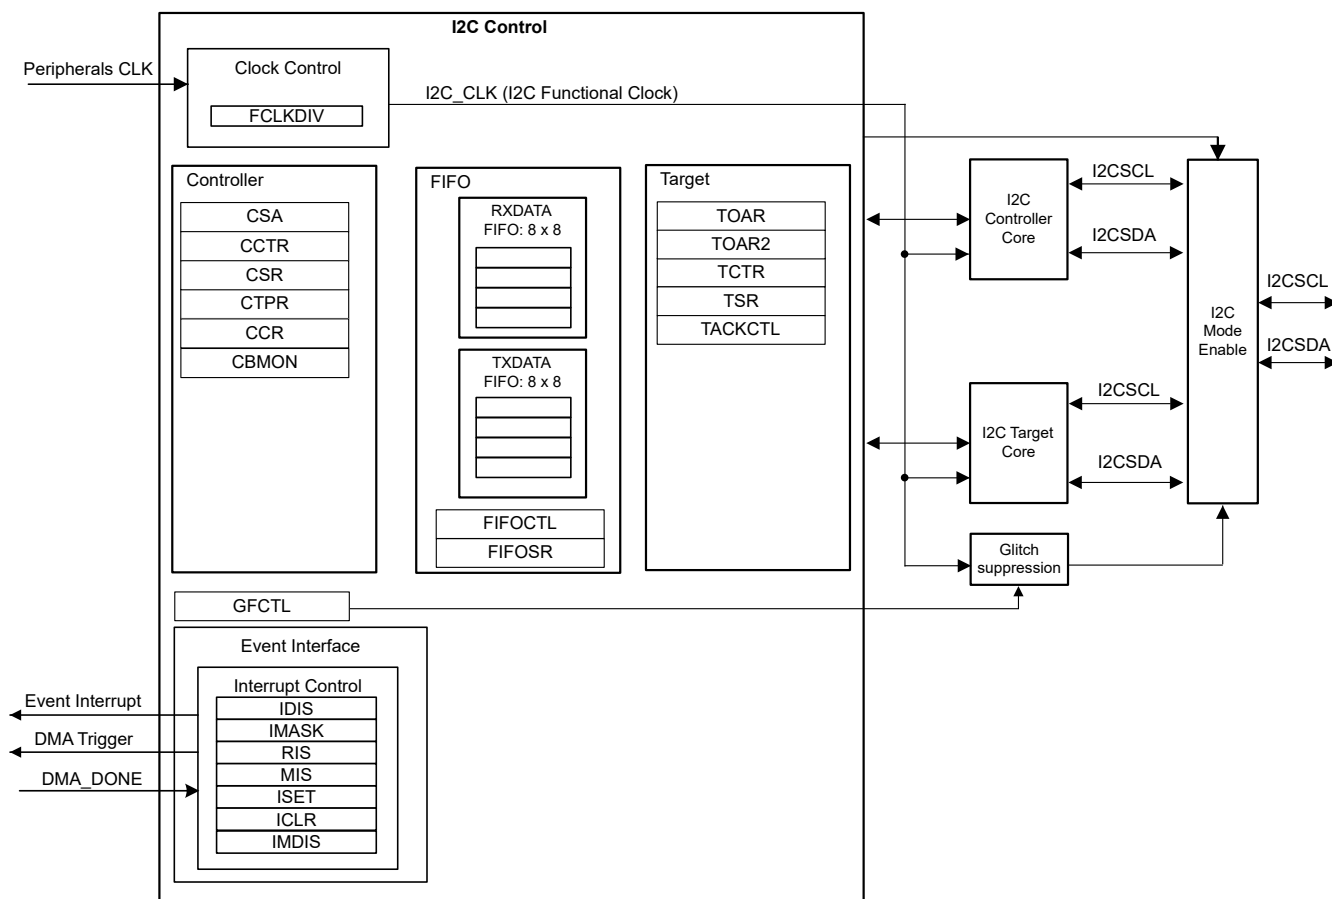 I2C Control
Peripherals CLK
Clock Control
FCLKDIV
I2C_CLK (I2C Functional Clock)
Controller
CSA
CCTR
CSR
CTPR
CCR
CBMON
FIFO
RXDATA
FIFO: 8 x 8
TXDATA
FIFO: 8 x 8
FIFOCTL
FIFOSR
Target
TOAR
TOAR2
TCTR
TSR
TACKCTL
I2C
Controller
Core
I2CSCL
I2CSDA
I2C Target
Core
I2CSCL
I2CSDA
Glitch
suppression
I2C
Mode
Enable
I2CSCL
I2CSDA
GFCTL
Event Interface
Interrupt Control
IDIS
IMASK
RIS
MIS
ISET
ICLR
IMDIS
Event Interrupt
DMA Trigger
DMA_DONE